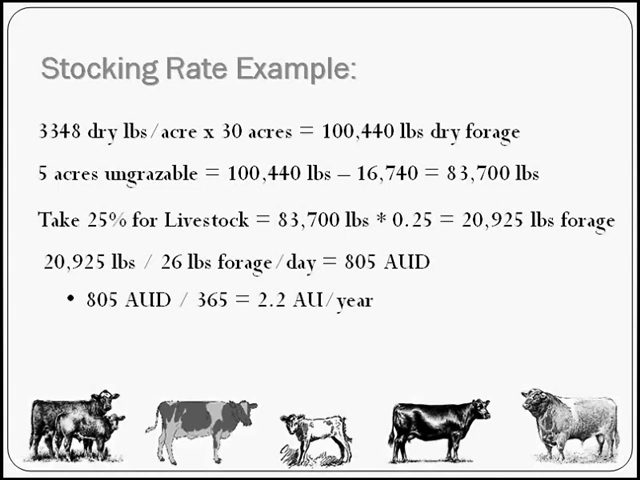 Stocking Rate Example:
3348 dry lbs/acre x 30 acres = 100,440 lbs dry forage
5 acres ungrazable = 100,440 lbs – 16,740 = 83,700 lbs
Take 25% for Livestock = 83,700 lbs * 0.25 = 20,925 lbs forage
20,925 lbs / 26 lbs forage/day = 805 AUD
• 805 AUD / 365 = 2.2 AU/year